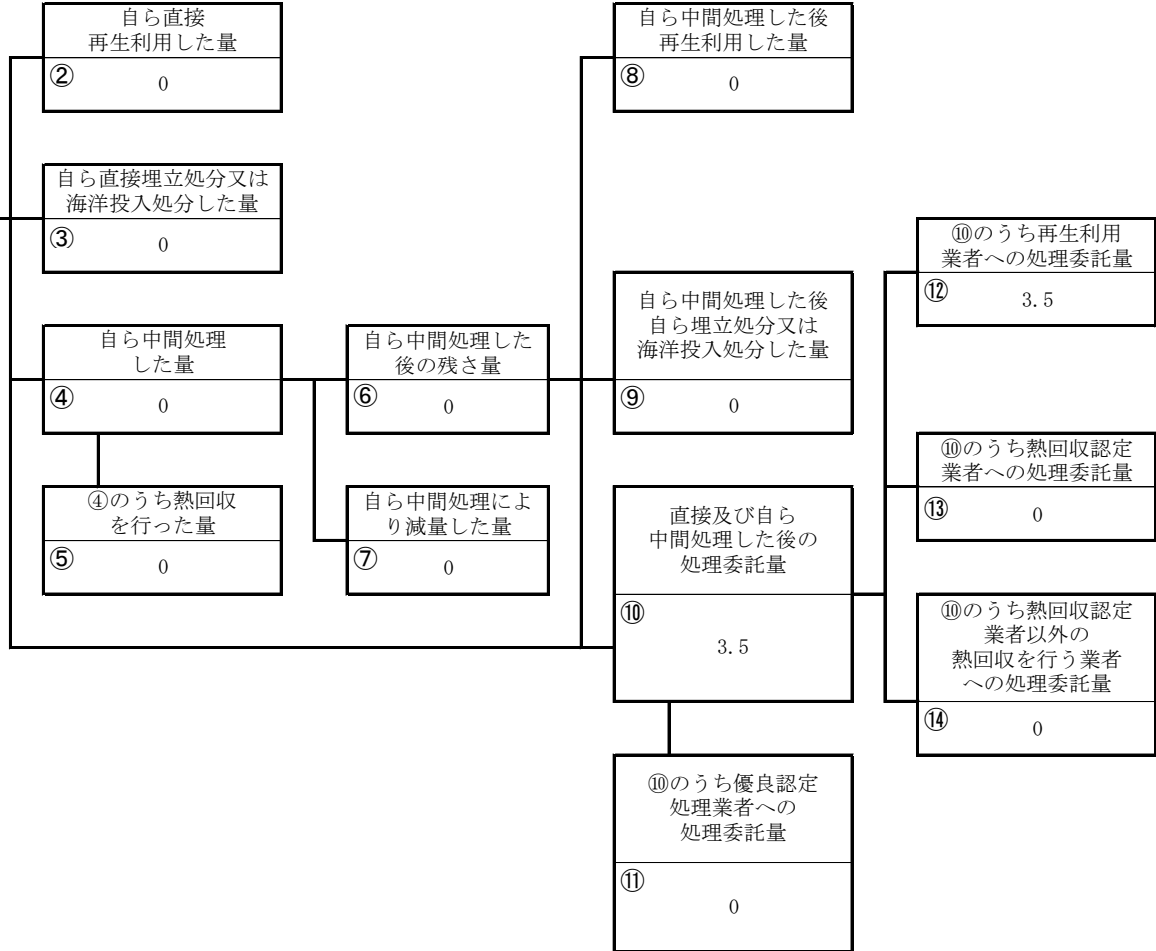 自ら直接
再生利用した量
② 0
自ら中間処理した後
再生利用した量
⑧ 0
自ら直接埋立処分又は
海洋投入処分した量
③ 0
⑩のうち再生利用
業者への処理委託量
⑫ 3.5
自ら中間処理した後
自ら埋立処分又は
海洋投入処分した量
⑨ 0
自ら中間処理
した量
④ 0
自ら中間処理した
後の残さ量
⑥ 0
⑩のうち熱回収認定
業者への処理委託量
⑬ 0
④のうち熱回収
を行った量
⑤ 0
自ら中間処理によ
り減量した量
⑦ 0
直接及び自ら
中間処理した後の
処理委託量
⑩ 3.5
⑩のうち熱回収認定
業者以外の
熱回収を行う業者
への処理委託量
⑭ 0
⑩のうち優良認定
処理業者への
処理委託量
⑪ 0